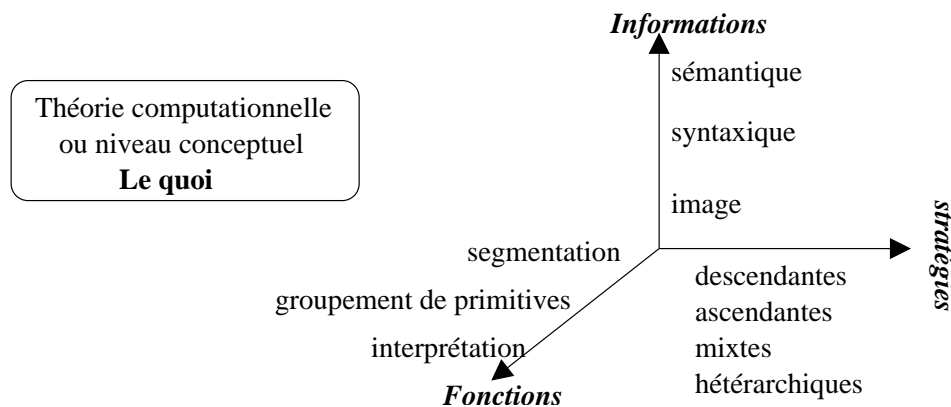 Informations
sémantique
Théorie computationnelle
ou niveau conceptuel
Le quoi
syntaxique
image
stratègues
segmentation
descendantes
groupement de primitives
ascendantes
interprétation
mixtes
hétérarchiques
Fonctions